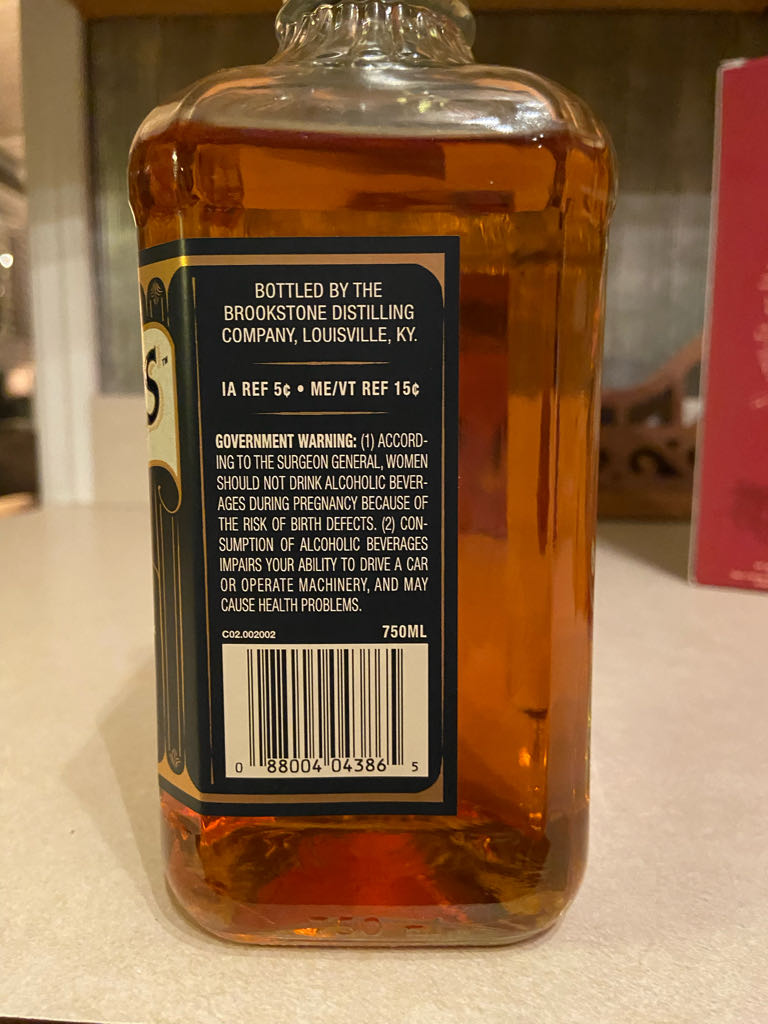 BOTTLED BY THE
BROOKSTONE DISTILLING
COMPANY, LOUISVILLE, KY.
IA REF 5¢ • ME/VT REF 15¢
S™
GOVERNMENT WARNING: (1) ACCORD-
ING TO THE SURGEON GENERAL, WOMEN
SHOULD NOT DRINK ALCOHOLIC BEVER-
AGES DURING PREGNANCY BECAUSE OF
THE RISK OF BIRTH DEFECTS. (2) CON-
SUMPTION OF ALCOHOLIC BEVERAGES
IMPAIRS YOUR ABILITY TO DRIVE A CAR
OR OPERATE MACHINERY, AND MAY
CAUSE HEALTH PROBLEMS.
C02.002002 750ML
0 88004 04386 5
750